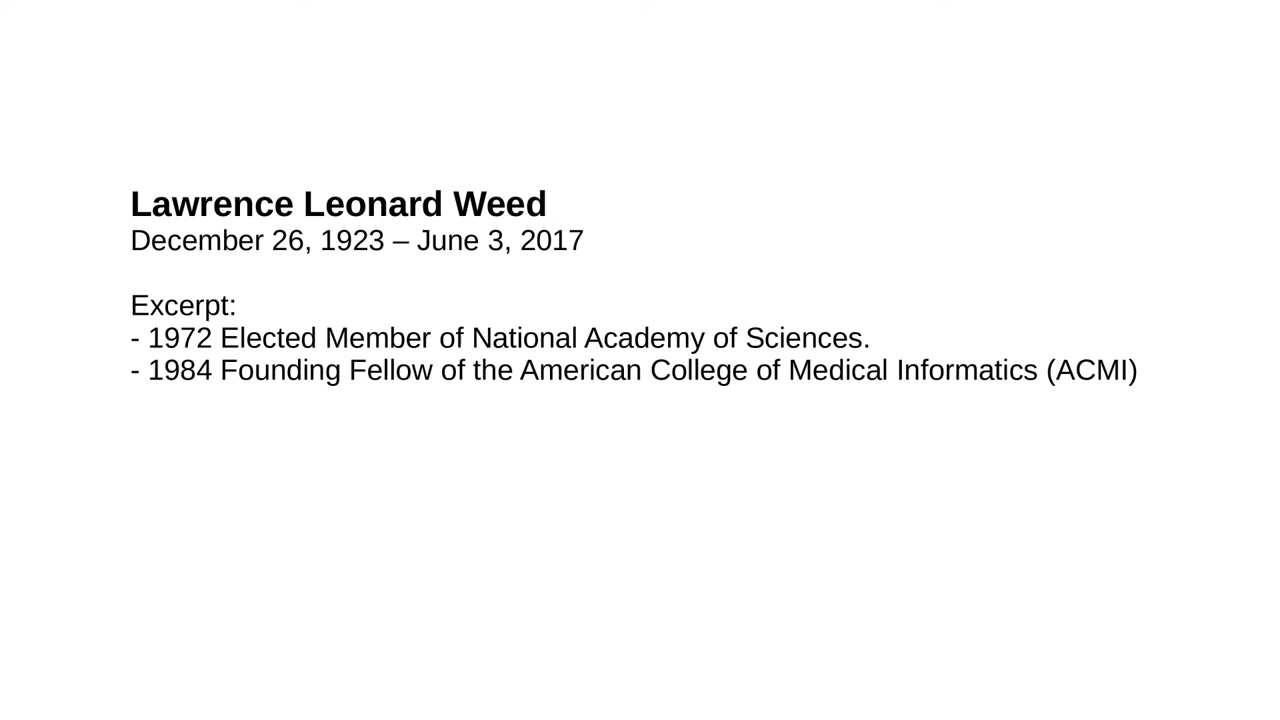 Lawrence Leonard Weed
December 26, 1923 – June 3, 2017
Excerpt:
- 1972 Elected Member of National Academy of Sciences.
- 1984 Founding Fellow of the American College of Medical Informatics (ACMI)